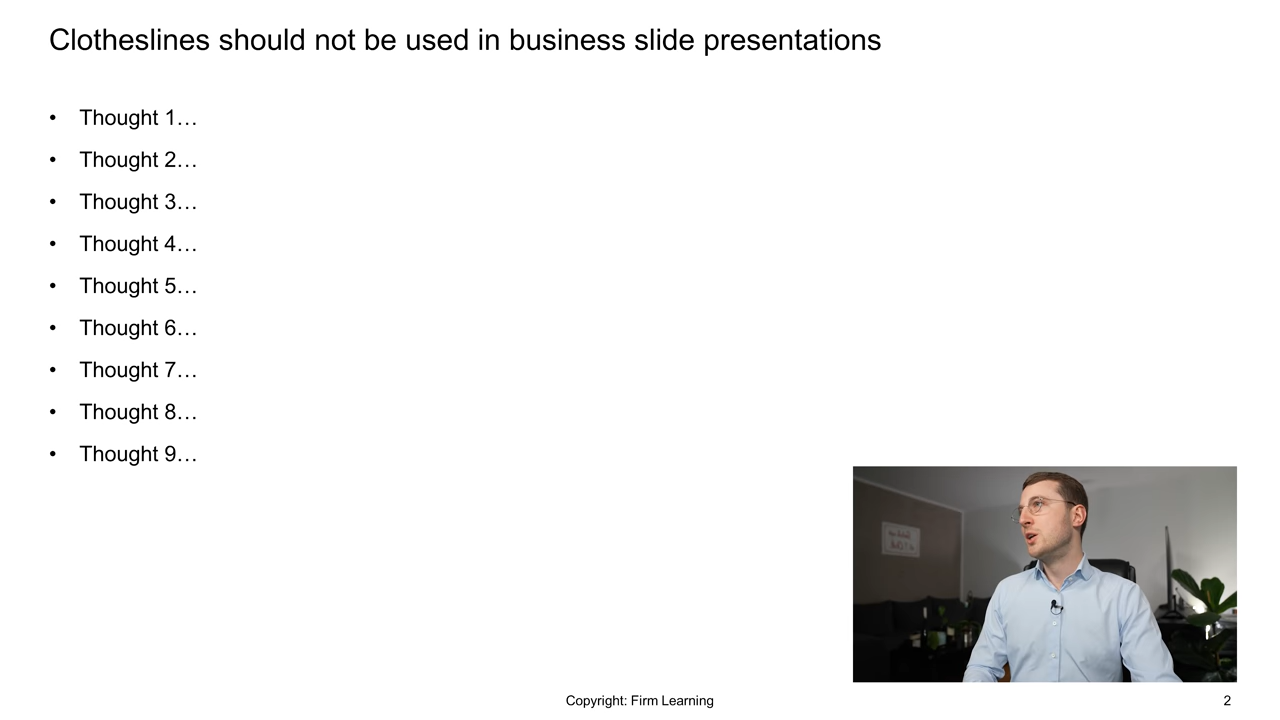 Clotheslines should not be used in business slide presentations
• Thought 1…
• Thought 2…
• Thought 3…
• Thought 4…
• Thought 5…
• Thought 6…
• Thought 7…
• Thought 8…
• Thought 9…
Copyright: Firm Learning
2